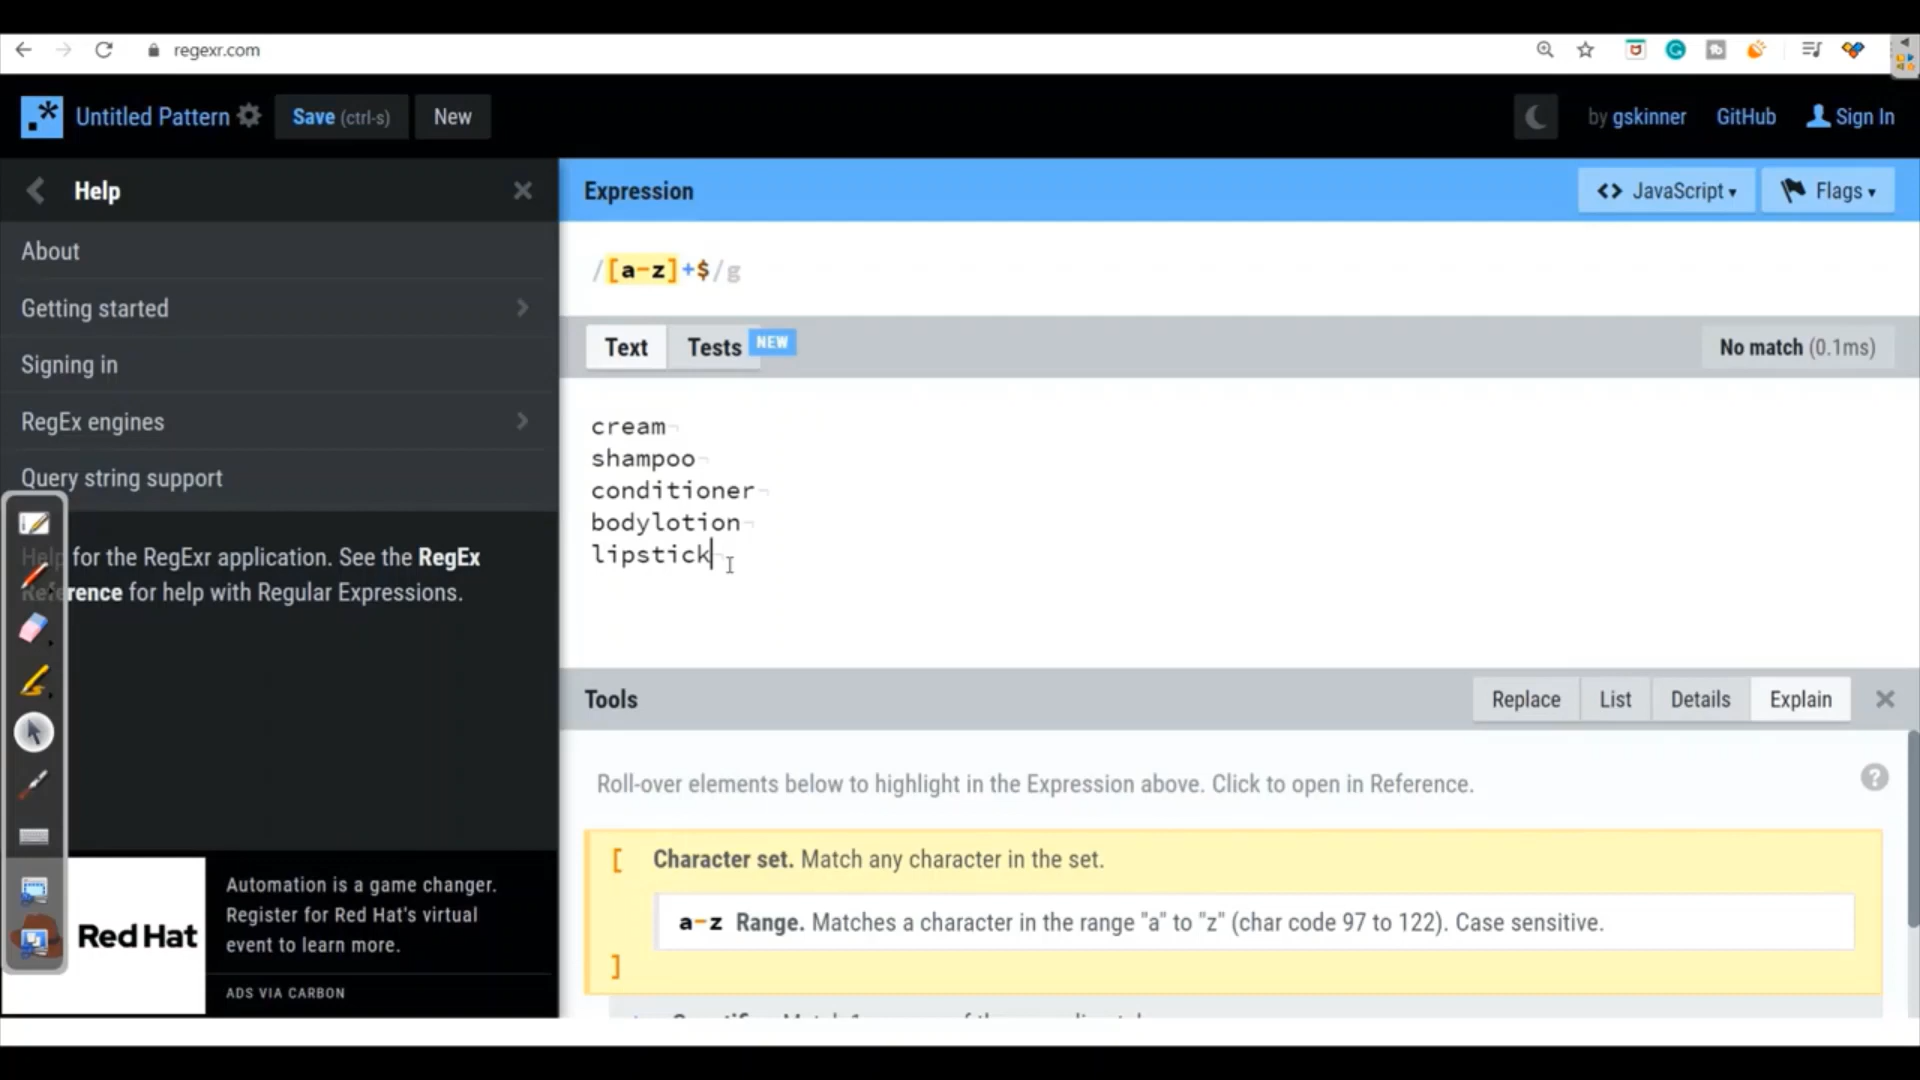 regexr.com
Untitled Pattern
Save (ctrl-s)
New
by gskinner
GitHub
Sign In
Help
About
Getting started
Signing in
RegEx engines
Query string support
Help for the RegExr application. See the RegEx
Reference for help with Regular Expressions.
Red Hat
Automation is a game changer.
Register for Red Hat's virtual
event to learn more.
ADS VIA CARBON
Expression
<> JavaScript
Flags
/[a-z]+$/g
Text
Tests
NEW
No match (0.1ms)
cream
shampoo
conditioner
bodylotion
lipstick
Tools
Replace
List
Details
Explain
Roll-over elements below to highlight in the Expression above. Click to open in Reference.
?
[ Character set. Match any character in the set.
a-z Range. Matches a character in the range "a" to "z" (char code 97 to 122). Case sensitive.
]